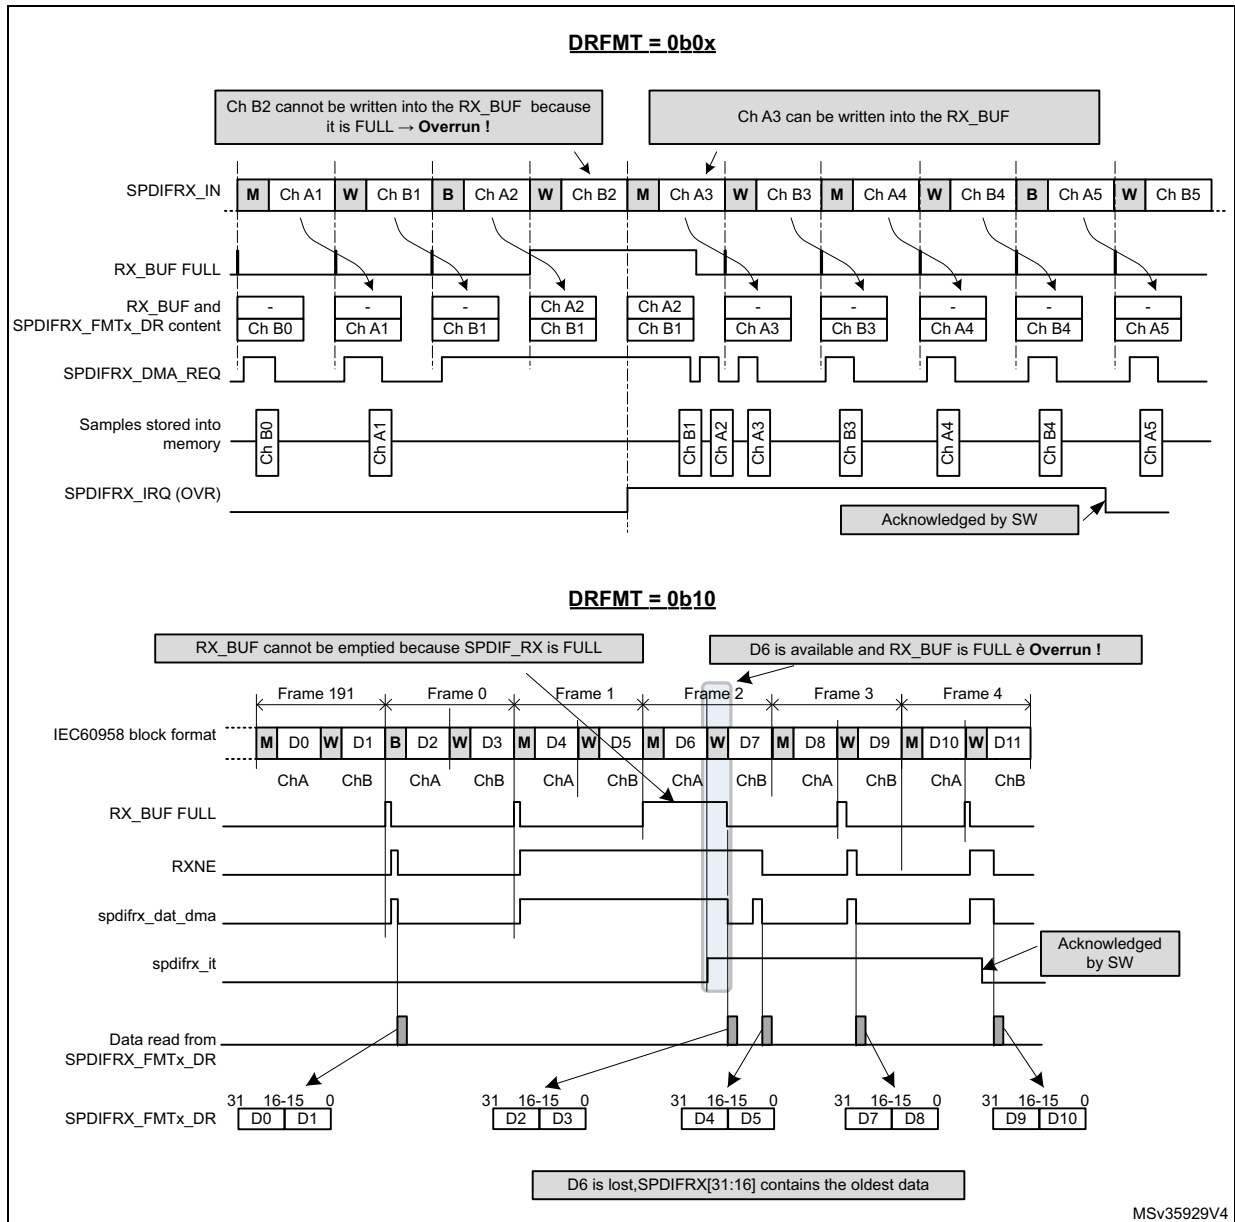 DRFMT = 0b0x
Ch B2 cannot be written into the RX_BUF because
it is FULL → Overrun !
Ch A3 can be written into the RX_BUF
SPDIFRX_IN
M Ch A1 W Ch B1 B Ch A2 W Ch B2 M Ch A3 W Ch B3 M Ch A4 W Ch B4 B Ch A5 W Ch B5
RX_BUF FULL
RX_BUF and
SPDIFRX_FMTx_DR content
- - - Ch A2 Ch A2 - - - - -
Ch B0 Ch A1 Ch B1 Ch B1 Ch B1 Ch A3 Ch B3 Ch A4 Ch B4 Ch A5
SPDIFRX_DMA_REQ
Samples stored into
memory
Ch B0 Ch A1 Ch B1 Ch A2 Ch A3 Ch B3 Ch A4 Ch B4 Ch A5
SPDIFRX_IRQ (OVR)
Acknowledged by SW
DRFMT = 0b10
RX_BUF cannot be emptied because SPDIF_RX is FULL
D6 is available and RX_BUF is FULL è Overrun !
Frame 191 Frame 0 Frame 1 Frame 2 Frame 3 Frame 4
IEC60958 block format
M D0 W D1 B D2 W D3 M D4 W D5 M D6 W D7 M D8 W D9 M D10 W D11
ChA ChB ChA ChB ChA ChB ChA ChB ChA ChB ChA ChB
RX_BUF FULL
RXNE
spdifrx_dat_dma
spdifrx_it
Acknowledged
by SW
Data read from
SPDIFRX_FMTx_DR
31 16-15 0 31 16-15 0 31 16-15 0 31 16-15 0 31 16-15 0
SPDIFRX_FMTx_DR
D0 D1 D2 D3 D4 D5 D7 D8 D9 D10
D6 is lost,SPDIFRX[31:16] contains the oldest data
MSv35929V4